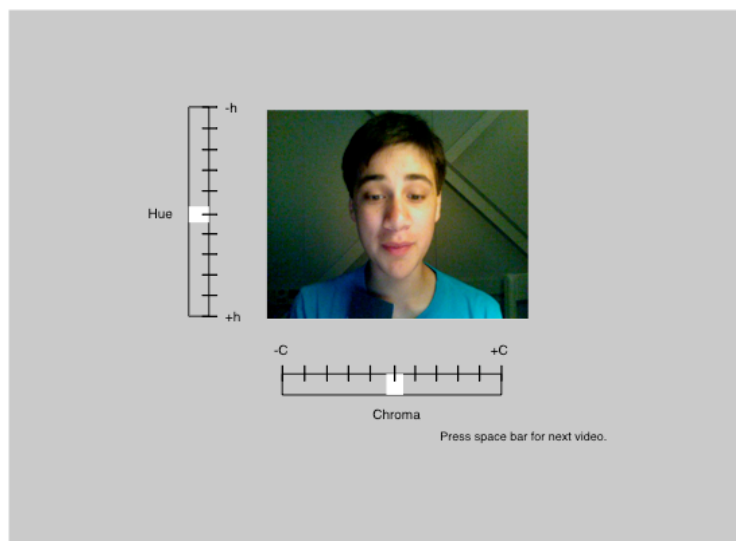 -h
Hue
+h
-C +C
Chroma
Press space bar for next video.